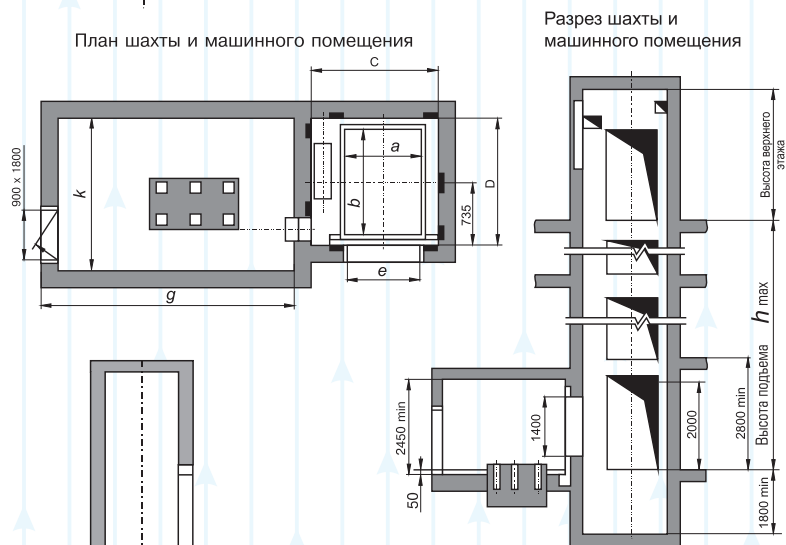 План шахты и машинного помещения
C
k
900 x 1800
a
b
D
735
e
g
Разрез шахты и
машинного помещения
Высота верхнего
этажа
h max
Высота подъема
2450 min
1400
2000
2800 min
50
1800 min